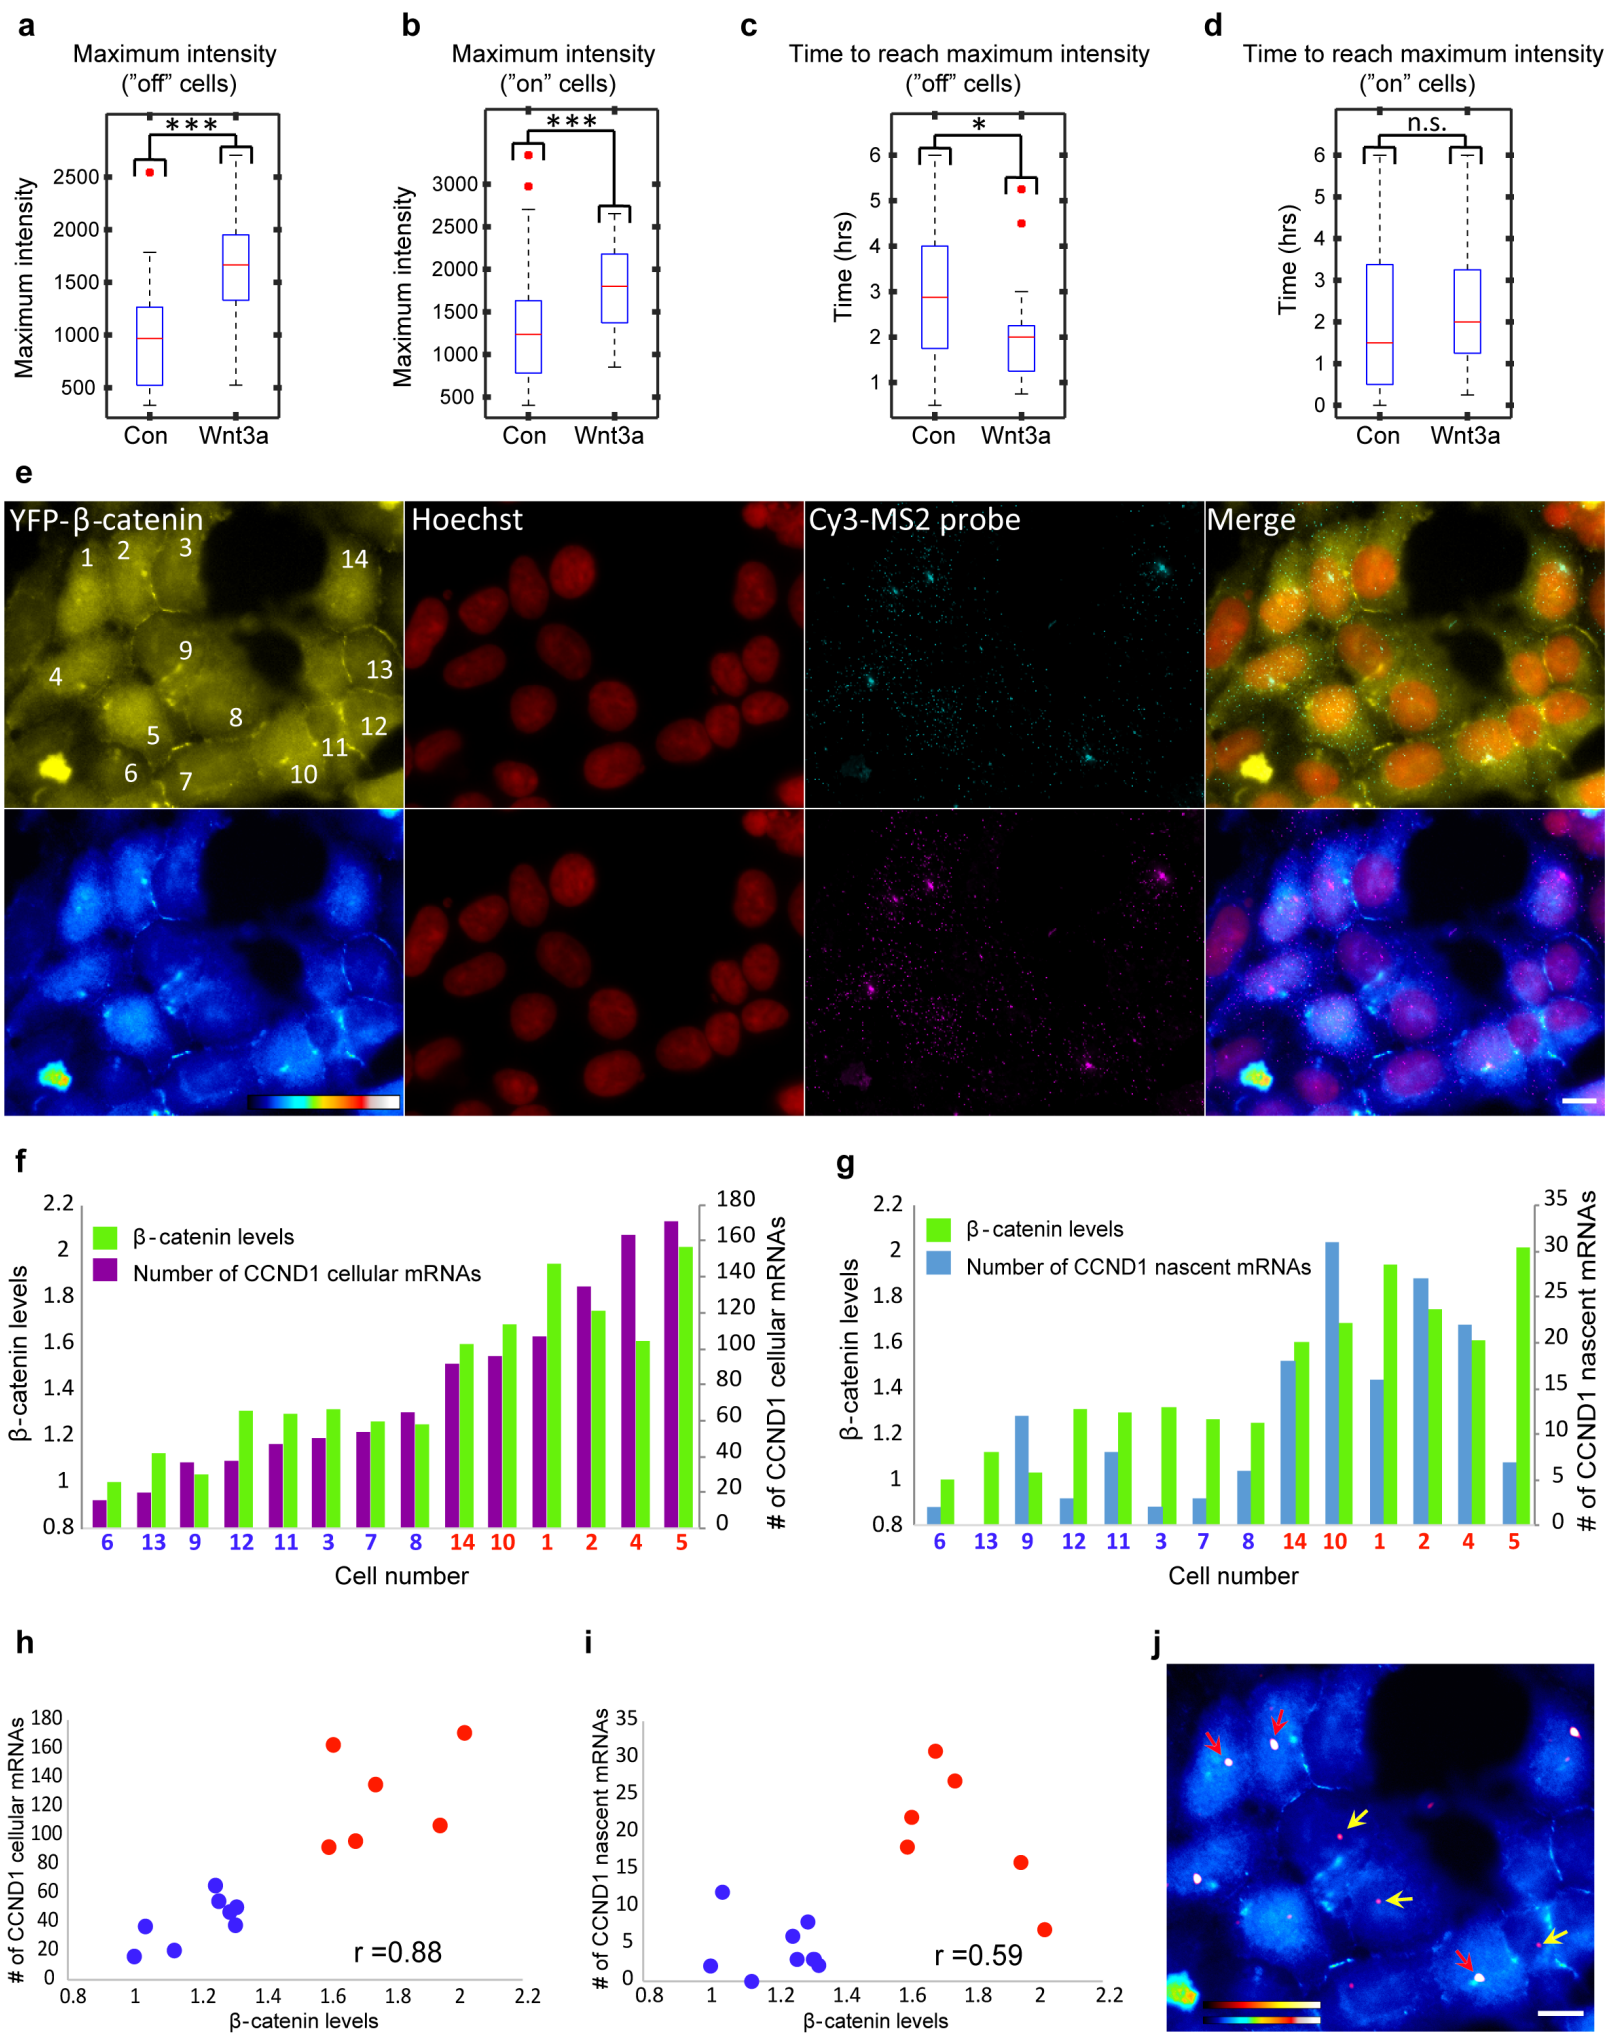 a
Maximum intensity
("off" cells)
***
Maximum intensity
2500
2000
1500
1000
500
Con Wnt3a
b
Maximum intensity
("on" cells)
***
Maximum intensity
3000
2500
2000
1500
1000
500
Con Wnt3a
c
Time to reach maximum intensity
("off" cells)
*
Time (hrs)
6
5
4
3
2
1
Con Wnt3a
d
Time to reach maximum intensity
("on" cells)
n.s.
Time (hrs)
6
5
4
3
2
1
0
Con Wnt3a
e
YFP-β-catenin
1 2 3 14
9
4 13
5 8 12
11
6 7 10
Hoechst
Cy3-MS2 probe
Merge
f
β-catenin levels
Number of CCND1 cellular mRNAs
β-catenin levels
2.2
2
1.8
1.6
1.4
1.2
1
0.8
# of CCND1 cellular mRNAs
180
160
140
120
100
80
60
40
20
0
6 13 9 12 11 3 7 8 14 10 1 2 4 5
Cell number
g
β-catenin levels
Number of CCND1 nascent mRNAs
β-catenin levels
2.2
2
1.8
1.6
1.4
1.2
1
0.8
# of CCND1 nascent mRNAs
35
30
25
20
15
10
5
0
6 13 9 12 11 3 7 8 14 10 1 2 4 5
Cell number
h
# of CCND1 cellular mRNAs
180
160
140
120
100
80
60
40
20
0
r =0.88
0.8 1 1.2 1.4 1.6 1.8 2 2.2
β-catenin levels
i
# of CCND1 nascent mRNAs
35
30
25
20
15
10
5
0
r =0.59
0.8 1 1.2 1.4 1.6 1.8 2 2.2
β-catenin levels
j